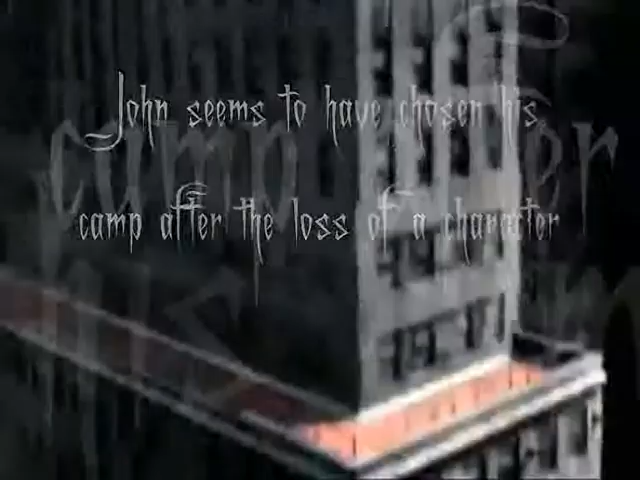 John seems to have chosen his
camp after the loss of a character